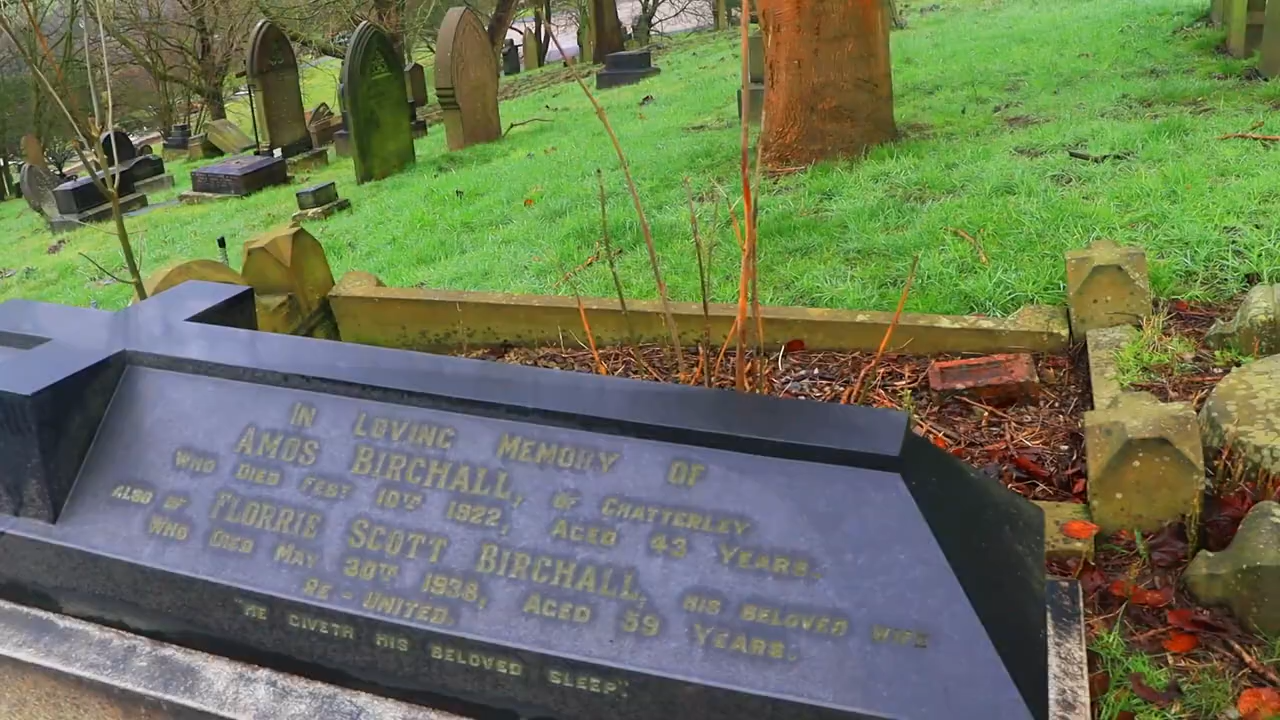 IN LOVING MEMORY OF
AMOS BIRCHALL, OF CHATTERLEY
WHO DIED FEBY 10TH 1922, AGED 43 YEARS.
ALSO OF FLORRIE SCOTT BIRCHALL, HIS BELOVED WIFE
WHO DIED MAY 30TH 1938, AGED 59 YEARS.
RE-UNITED.
"HE GIVETH HIS BELOVED SLEEP."